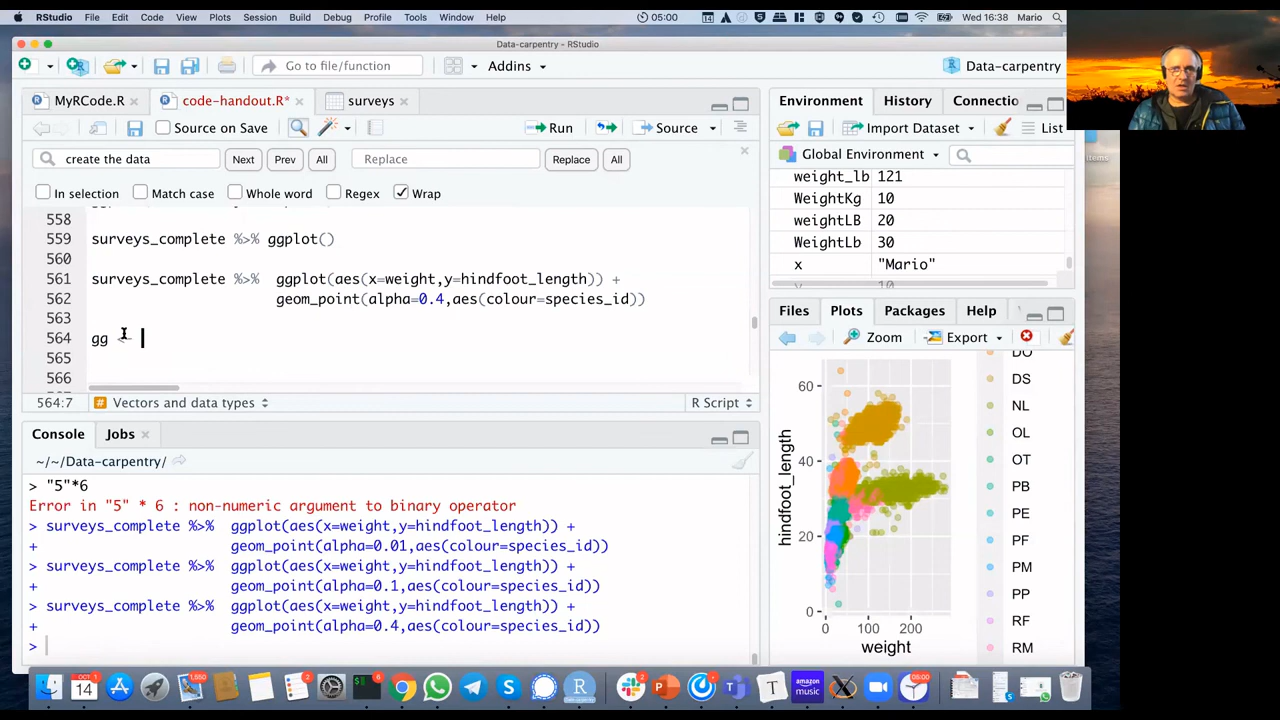 RStudio File Edit Code View Plots Session Build Debug Profile Tools Window Help 05:00 Wed 16:38 Mario
Data-carpentry - RStudio
Go to file/function Addins Data-carpentry
MyRCode.R code-handout.R* surveys
Source on Save Run Source
create the data Next Prev All Replace Replace All
In selection Match case Whole word Regex Wrap
558
559 surveys_complete %>% ggplot()
560
561 surveys_complete %>% ggplot(aes(x=weight,y=hindfoot_length)) +
562 geom_point(alpha=0.4,aes(colour=species_id))
563
564 gg <-
565
566
564:7 Vectors and data types R Script
Console Jobs
~/~/Data-carpentry/
> "5"*6
Error in "5" * 6 : non-numeric argument to binary operator
> surveys_complete %>% ggplot(aes(x=weight,y=hindfoot_length)) +
+ geom_point(alpha=0.01,aes(colour=species_id))
> surveys_complete %>% ggplot(aes(x=weight,y=hindfoot_length)) +
+ geom_point(alpha=0.1,aes(colour=species_id))
> surveys_complete %>% ggplot(aes(x=weight,y=hindfoot_length)) +
+ geom_point(alpha=0.4,aes(colour=species_id))
>
Environment History Connectio
Import Dataset List
Global Environment
weight_lb 121
WeightKg 10
weightLB 20
WeightLb 30
x "Mario"
Files Plots Packages Help
Zoom Export
DO
DS
NL
OL
OT
PB
PE
PF
PM
PP
RF
RM
60
40
20
0
hindfoot_length
0 100 200
weight
items
OCT
14
1,850
amazon
music
05:00